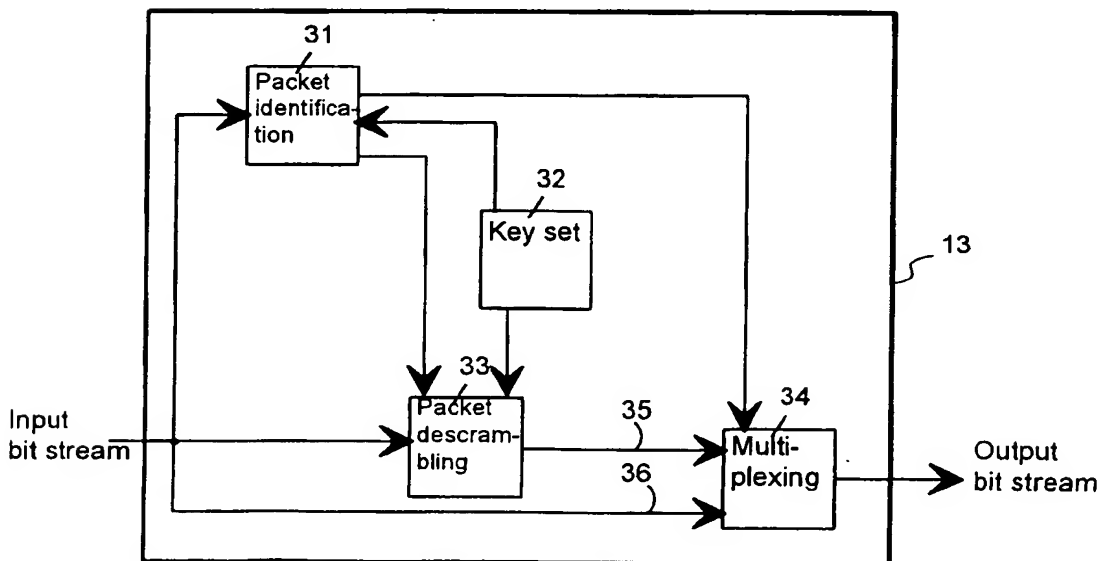 31
Packet
identifica-
tion
32
Key set
13
33
Packet
descram-
bling
35
36
34
Multi-
plexing
Input
bit stream
Output
bit stream